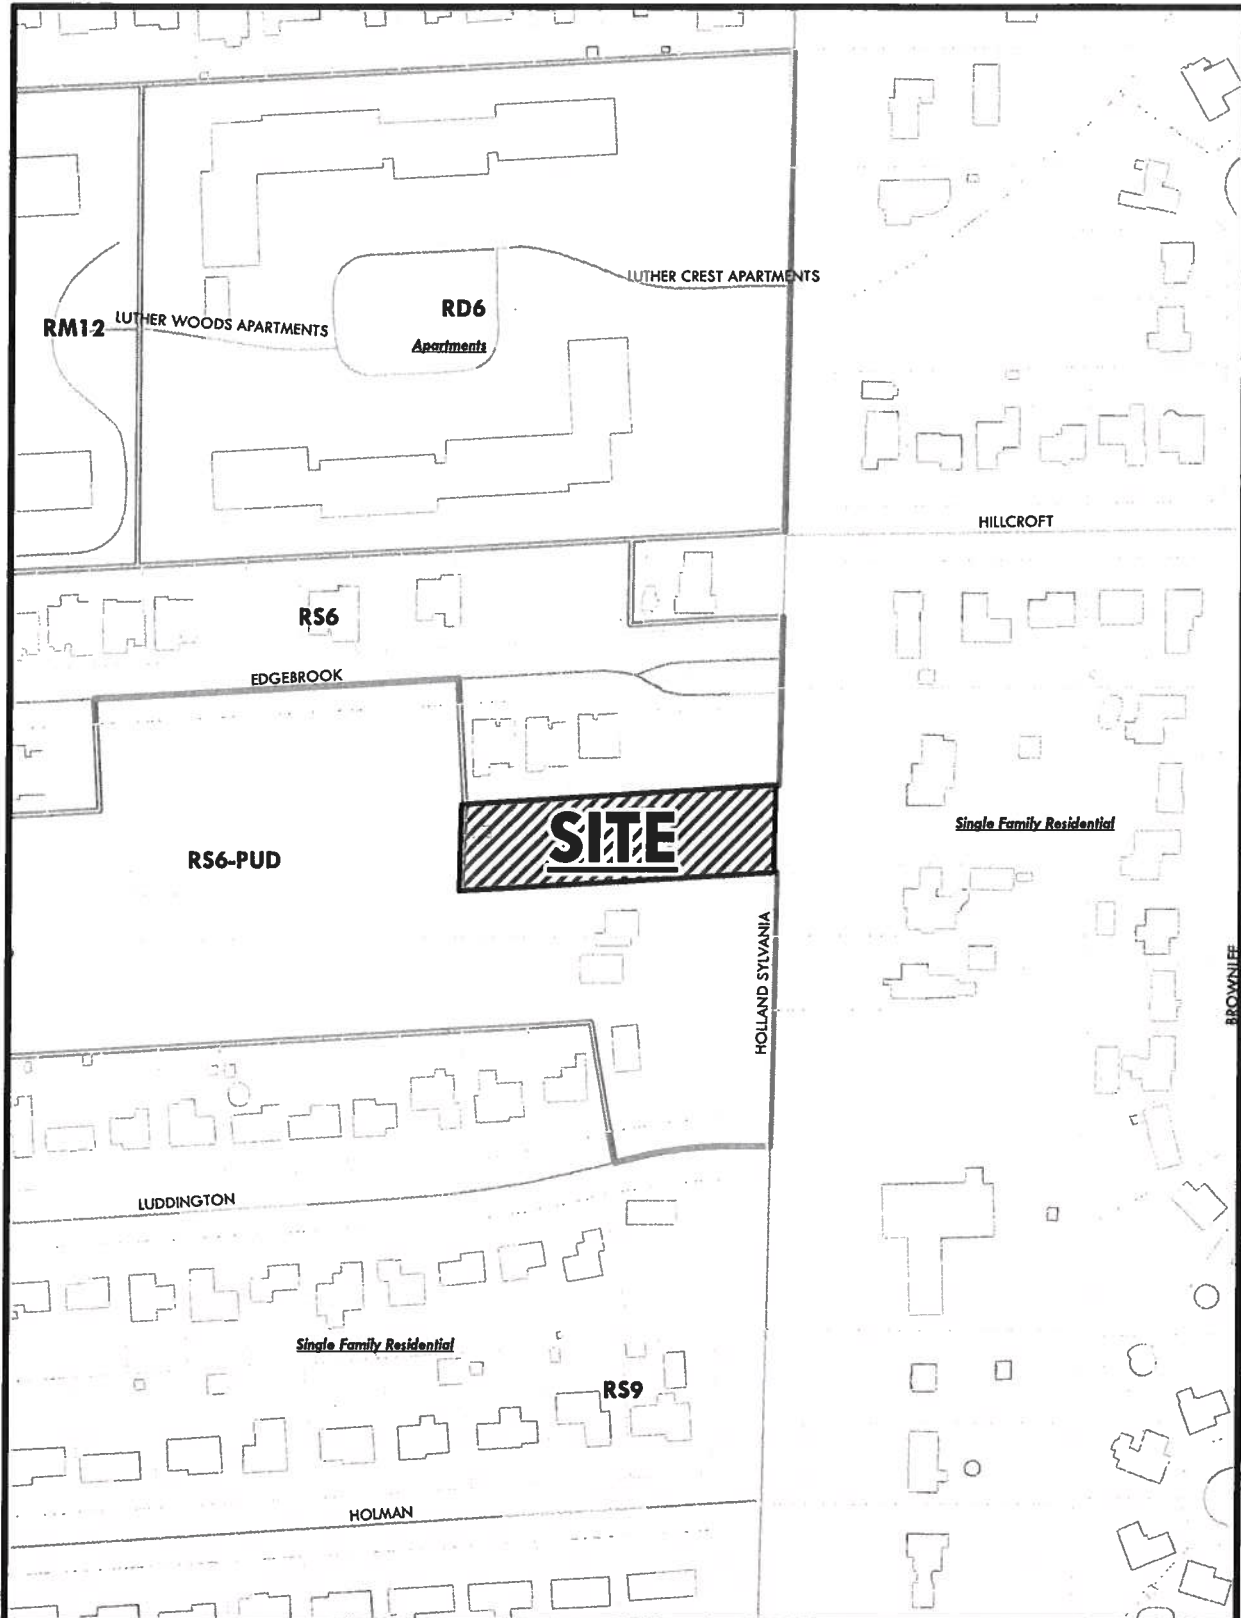 LUTHER CREST APARTMENTS
RD6
RM12
LUTHER WOODS APARTMENTS
Apartments
HILLCROFT
RS6
EDGEBROOK
SITE
Single Family Residential
RS6-PUD
HOLLAND SYLVANIA
BROWNLEE
LUDDINGTON
Single Family Residential
RS9
HOLMAN